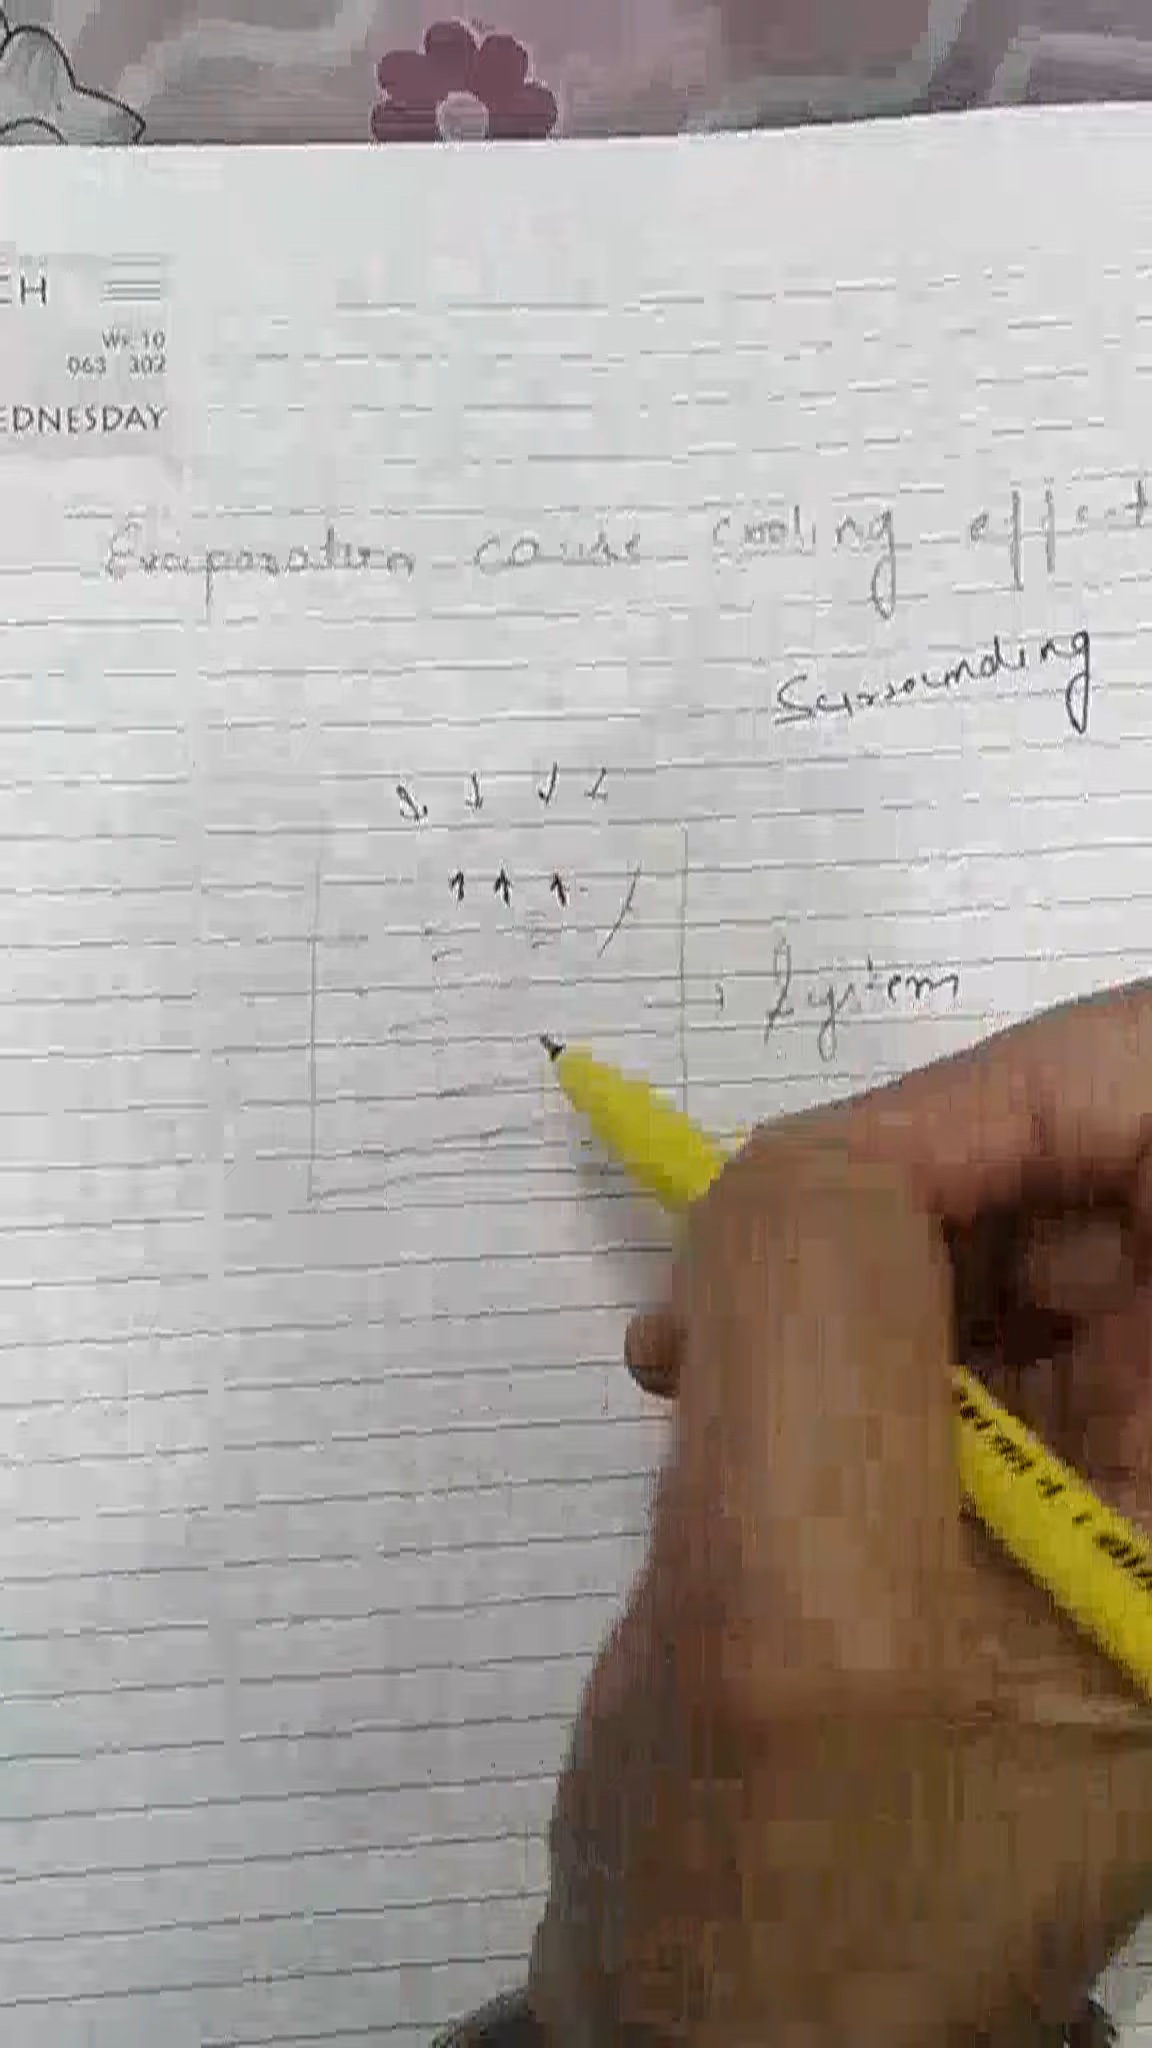 CH
Wk 10
063 302
EDNESDAY
Evaporation cause cooling effect
Surrounding
System